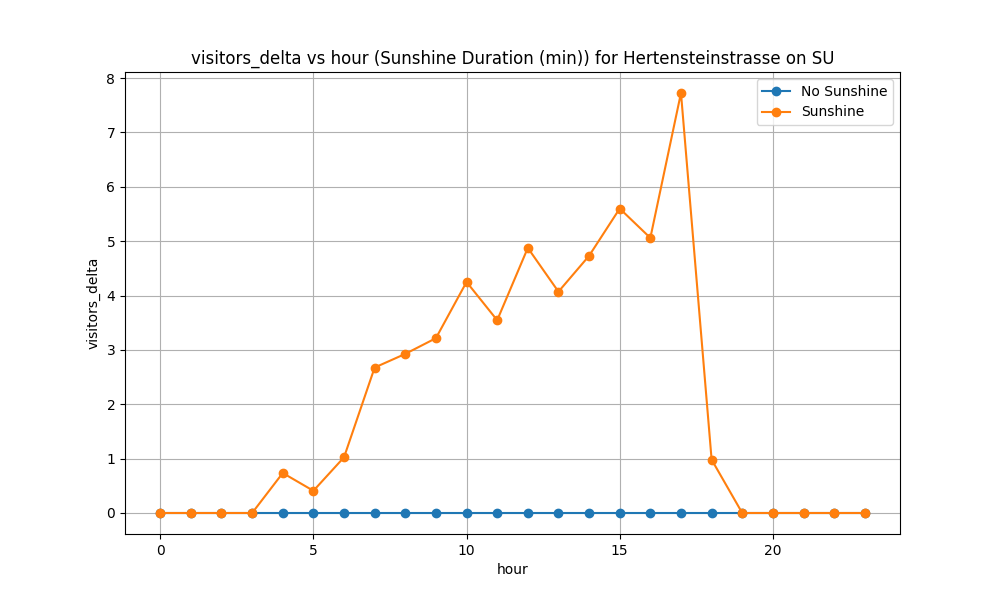 visitors_delta vs hour (Sunshine Duration (min)) for Hertensteinstrasse on SU
No Sunshine
Sunshine
8
7
6
5
4
3
2
1
0
visitors_delta
0 5 10 15 20
hour